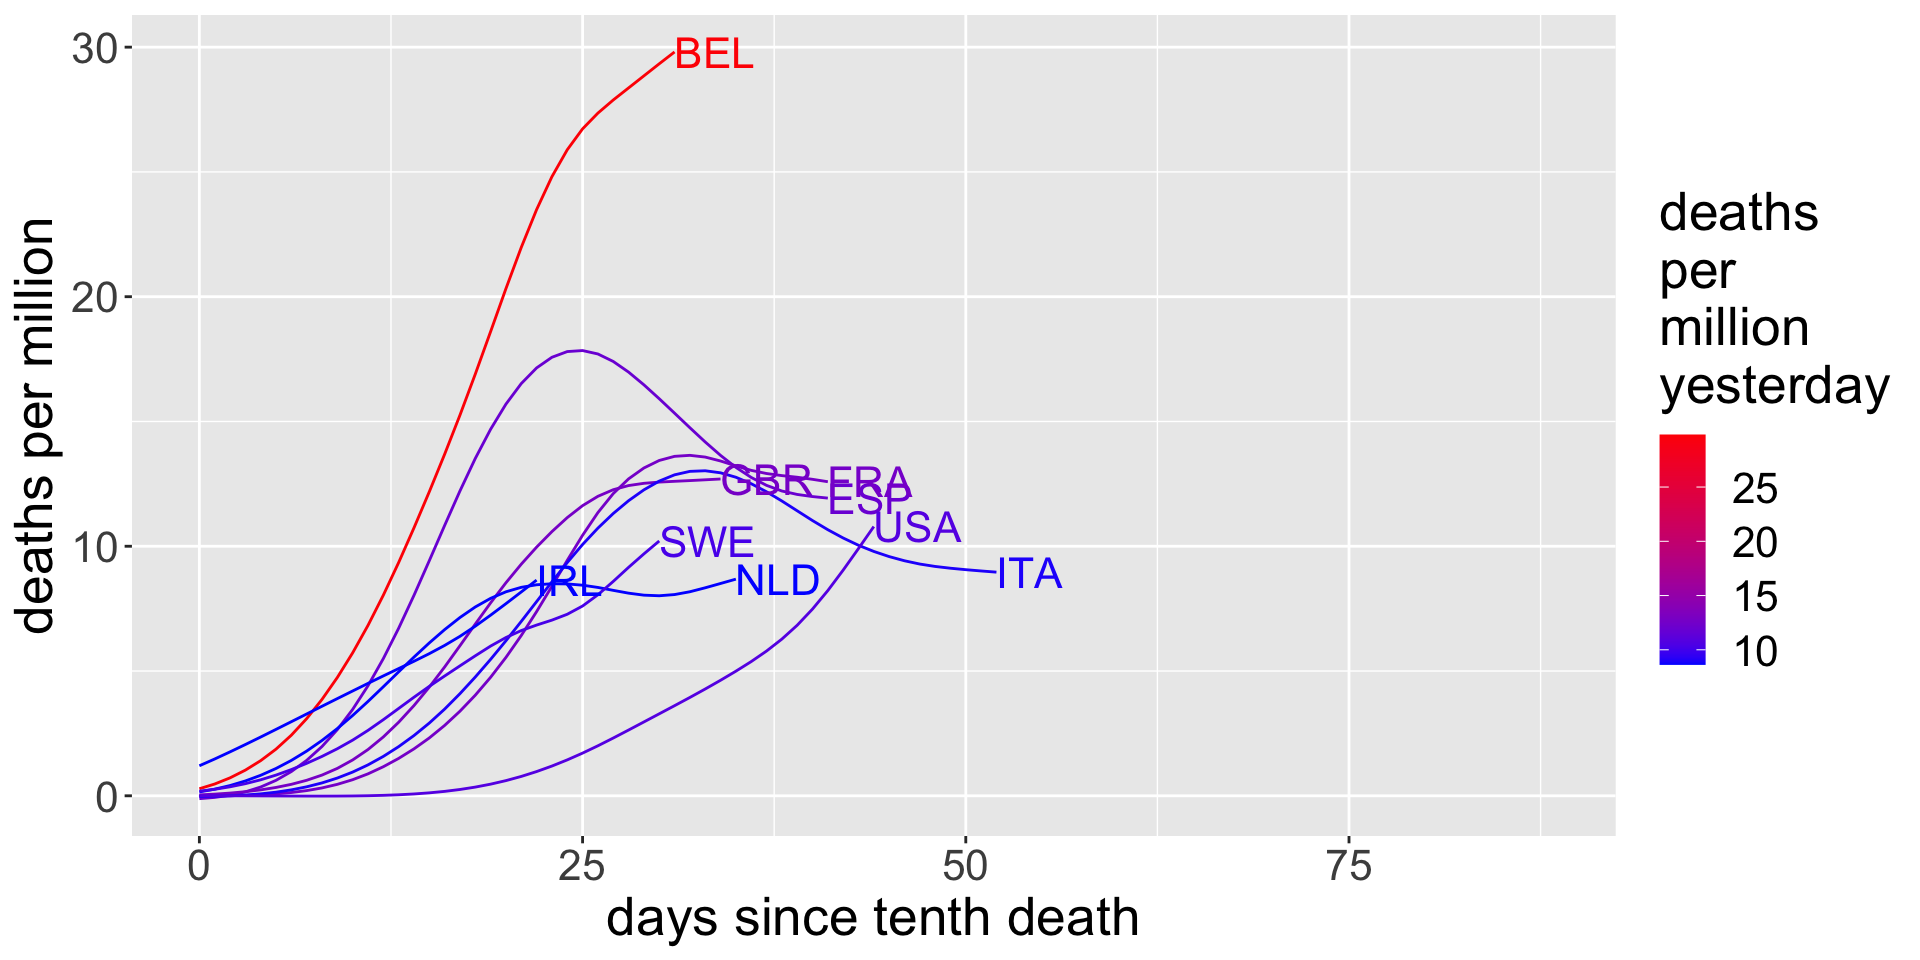 30
20
10
0
deaths per million
BEL
GBR
FRA
ESP
USA
SWE
IRL
NLD
ITA
0 25 50 75
days since tenth death
deaths
per
million
yesterday
25
20
15
10